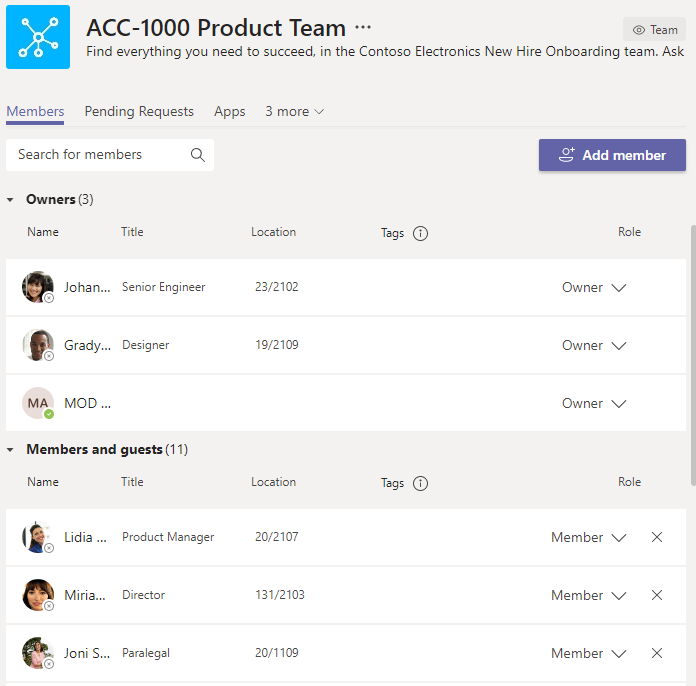 ACC-1000 Product Team ...
Team
Find everything you need to succeed, in the Contoso Electronics New Hire Onboarding team. Ask
Members Pending Requests Apps 3 more
Search for members
Add member
Owners (3)
Name Title Location Tags Role
Johan... Senior Engineer 23/2102 Owner
Grady... Designer 19/2109 Owner
MA MOD ... Owner
Members and guests (11)
Name Title Location Tags Role
Lidia ... Product Manager 20/2107 Member
Miria... Director 131/2103 Member
Joni S... Paralegal 20/1109 Member